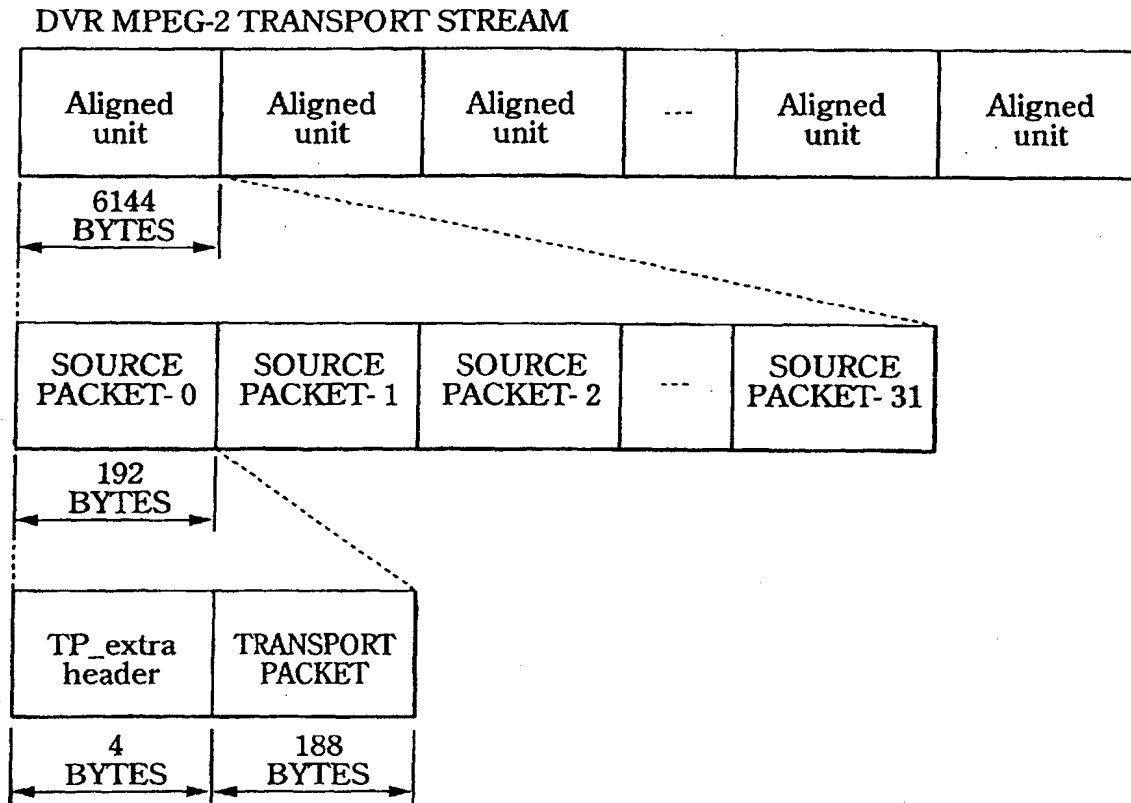 DVR MPEG-2 TRANSPORT STREAM
Aligned unit
Aligned unit
Aligned unit
---
Aligned unit
Aligned unit
6144 BYTES
SOURCE PACKET- 0
SOURCE PACKET- 1
SOURCE PACKET- 2
---
SOURCE PACKET- 31
192 BYTES
TP_extra header
TRANSPORT PACKET
4 BYTES
188 BYTES